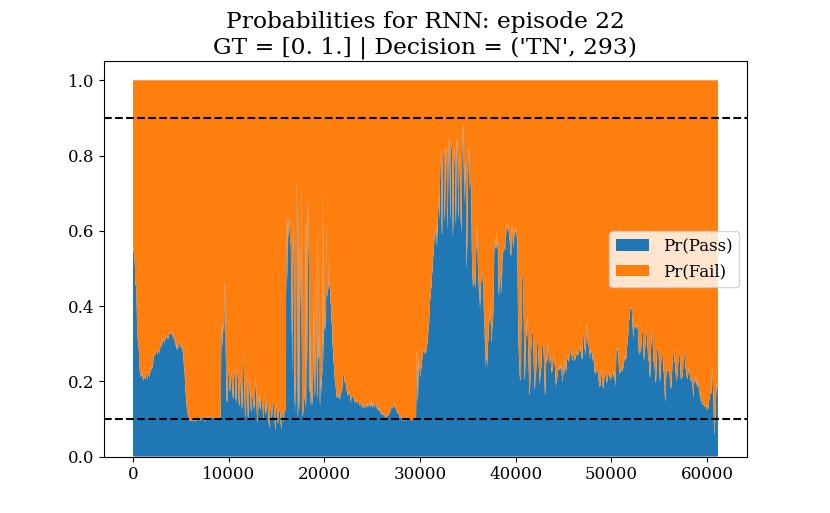 Probabilities for RNN: episode 22
GT = [0. 1.] | Decision = ('TN', 293)
1.0
0.8
0.6
0.4
0.2
0.0
Pr(Pass)
Pr(Fail)
0 10000 20000 30000 40000 50000 60000